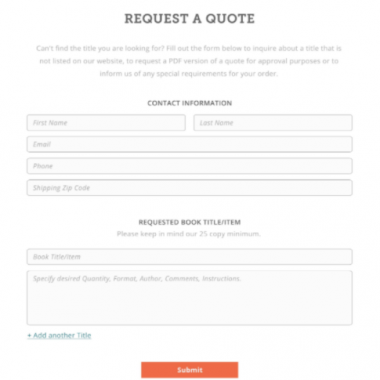 REQUEST A QUOTE
Can't find the title you are looking for? Fill out the form below to inquire about a title that is
not listed on our website, to request a PDF version of a quote for approval purposes or to
inform us of any special requirements for your order.
CONTACT INFORMATION
First Name
Last Name
Email
Phone
Shipping Zip Code
REQUESTED BOOK TITLE/ITEM
Please keep in mind our 25 copy minimum.
Book Title/Item
Specify desired Quantity, Format, Author, Comments, Instructions.
+ Add another Title
Submit